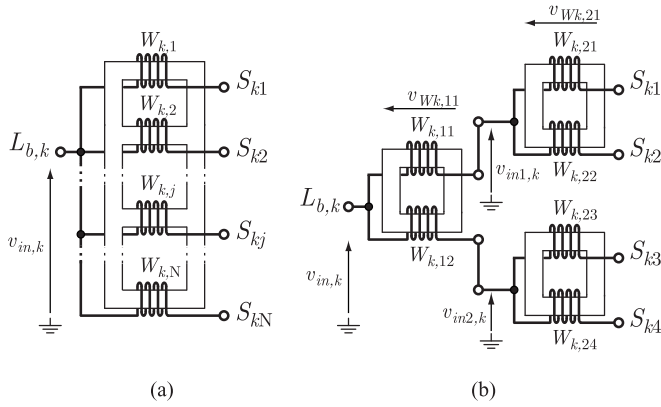 W_{k,1}
S_{k1}
W_{k,2}
L_{b,k}
S_{k2}
W_{k,j}
v_{in,k}
S_{kj}
W_{k,N}
S_{kN}
(a)
v_{Wk,21}
W_{k,21}
S_{k1}
v_{Wk,11}
W_{k,11}
S_{k2}
v_{in1,k}
W_{k,22}
L_{b,k}
W_{k,23}
W_{k,12}
S_{k3}
v_{in,k}
v_{in2,k}
S_{k4}
W_{k,24}
(b)